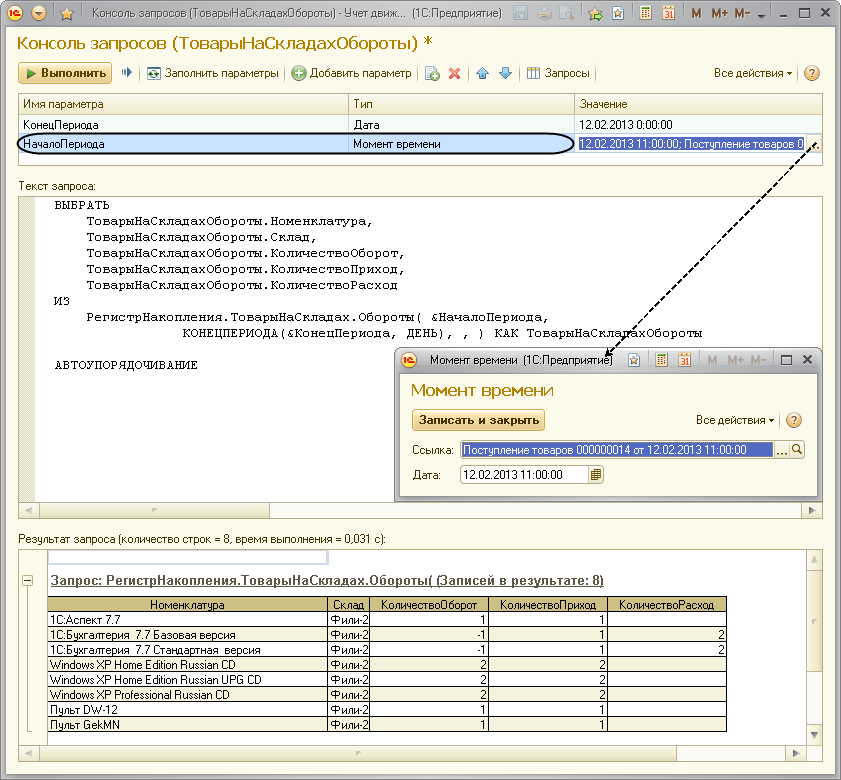 Консоль запросов (ТоварыНаСкладахОбороты) - Учет движ... (1С:Предприятие)
M M+ M-
Консоль запросов (ТоварыНаСкладахОбороты) *
Выполнить Заполнить параметры Добавить параметр Запросы Все действия ?
Имя параметра Тип Значение
КонецПериода Дата 12.02.2013 0:00:00
НачалоПериода Момент времени 12.02.2013 11:00:00; Поступление товаров 0
Текст запроса:
ВЫБРАТЬ
ТоварыНаСкладахОбороты.Номенклатура,
ТоварыНаСкладахОбороты.Склад,
ТоварыНаСкладахОбороты.КоличествоОборот,
ТоварыНаСкладахОбороты.КоличествоПриход,
ТоварыНаСкладахОбороты.КоличествоРасход
ИЗ
РегистрНакопления.ТоварыНаСкладах.Обороты( &НачалоПериода,
КОНЕЦПЕРИОДА(&КонецПериода, ДЕНЬ), , ) КАК ТоварыНаСкладахОбороты
АВТОУПОРЯДОЧИВАНИЕ
Момент времени (1С:Предприятие)
M M+ M-
Момент времени
Записать и закрыть Все действия ?
Ссылка: Поступление товаров 000000014 от 12.02.2013 11:00:00 ...
Дата: 12.02.2013 11:00:00
Результат запроса (количество строк = 8, время выполнения = 0,031 с):
Запрос: РегистрНакопления.ТоварыНаСкладах.Обороты( (Записей в результате: 8)
Номенклатура Склад КоличествоОборот КоличествоПриход КоличествоРасход
1С:Аспект 7.7 Фили-2 1 1
1С:Бухгалтерия 7.7 Базовая версия Фили-2 -1 1 2
1С:Бухгалтерия 7.7 Стандартная версия Фили-2 -1 1 2
Windows XP Home Edition Russian CD Фили-2 2 2
Windows XP Home Edition Russian UPG CD Фили-2 2 2
Windows XP Professional Russian CD Фили-2 2 2
Пульт DW-12 Фили-2 1 1
Пульт GekMN Фили-2 1 1